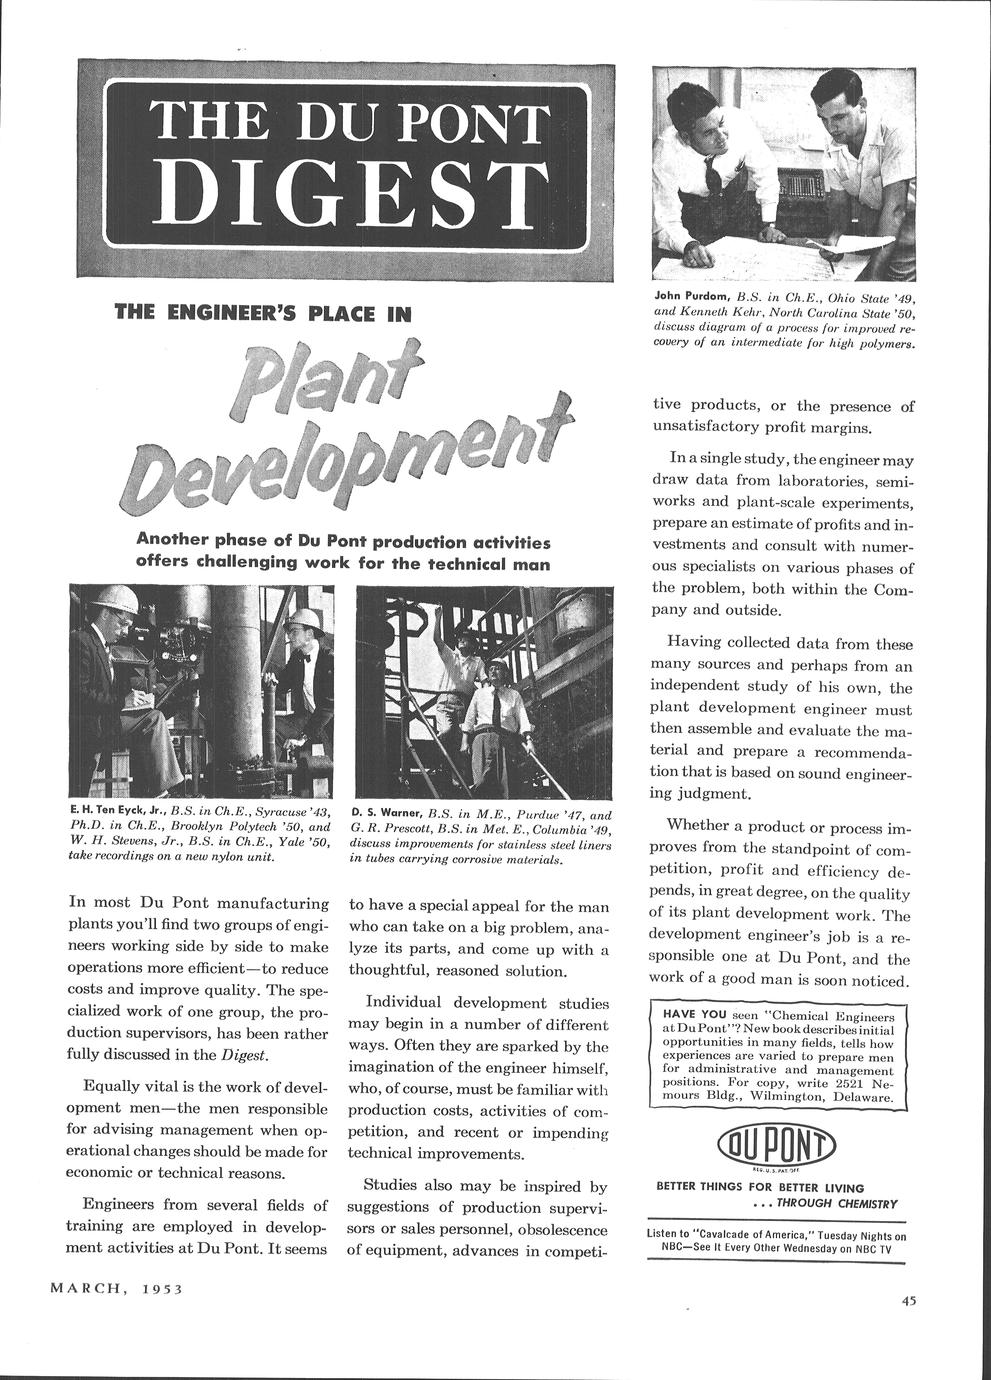 THE DU PONT
DIGEST
THE ENGINEER'S PLACE IN
Plant
Development
Another phase of Du Pont production activities
offers challenging work for the technical man
E. H. Ten Eyck, Jr., B.S. in Ch.E., Syracuse '43,
Ph.D. in Ch.E., Brooklyn Polytech '50, and
W. H. Stevens, Jr., B.S. in Ch.E., Yale '50,
take recordings on a new nylon unit.
D. S. Warner, B.S. in M.E., Purdue '47, and
G. R. Prescott, B.S. in Met. E., Columbia '49,
discuss improvements for stainless steel liners
in tubes carrying corrosive materials.
In most Du Pont manufacturing
plants you'll find two groups of engi-
neers working side by side to make
operations more efficient—to reduce
costs and improve quality. The spe-
cialized work of one group, the pro-
duction supervisors, has been rather
fully discussed in the Digest.
Equally vital is the work of devel-
opment men—the men responsible
for advising management when op-
erational changes should be made for
economic or technical reasons.
Engineers from several fields of
training are employed in develop-
ment activities at Du Pont. It seems
to have a special appeal for the man
who can take on a big problem, ana-
lyze its parts, and come up with a
thoughtful, reasoned solution.
Individual development studies
may begin in a number of different
ways. Often they are sparked by the
imagination of the engineer himself,
who, of course, must be familiar with
production costs, activities of com-
petition, and recent or impending
technical improvements.
Studies also may be inspired by
suggestions of production supervi-
sors or sales personnel, obsolescence
of equipment, advances in competi-
John Purdom, B.S. in Ch.E., Ohio State '49,
and Kenneth Kehr, North Carolina State '50,
discuss diagram of a process for improved re-
covery of an intermediate for high polymers.
tive products, or the presence of
unsatisfactory profit margins.
In a single study, the engineer may
draw data from laboratories, semi-
works and plant-scale experiments,
prepare an estimate of profits and in-
vestments and consult with numer-
ous specialists on various phases of
the problem, both within the Com-
pany and outside.
Having collected data from these
many sources and perhaps from an
independent study of his own, the
plant development engineer must
then assemble and evaluate the ma-
terial and prepare a recommenda-
tion that is based on sound engineer-
ing judgment.
Whether a product or process im-
proves from the standpoint of com-
petition, profit and efficiency de-
pends, in great degree, on the quality
of its plant development work. The
development engineer's job is a re-
sponsible one at Du Pont, and the
work of a good man is soon noticed.
HAVE YOU seen "Chemical Engineers
at Du Pont"? New book describes initial
opportunities in many fields, tells how
experiences are varied to prepare men
for administrative and management
positions. For copy, write 2521 Ne-
mours Bldg., Wilmington, Delaware.
DU PONT
REG. U.S. PAT. OFF.
BETTER THINGS FOR BETTER LIVING
... THROUGH CHEMISTRY
Listen to "Cavalcade of America," Tuesday Nights on
NBC—See It Every Other Wednesday on NBC TV
MARCH, 1953
45